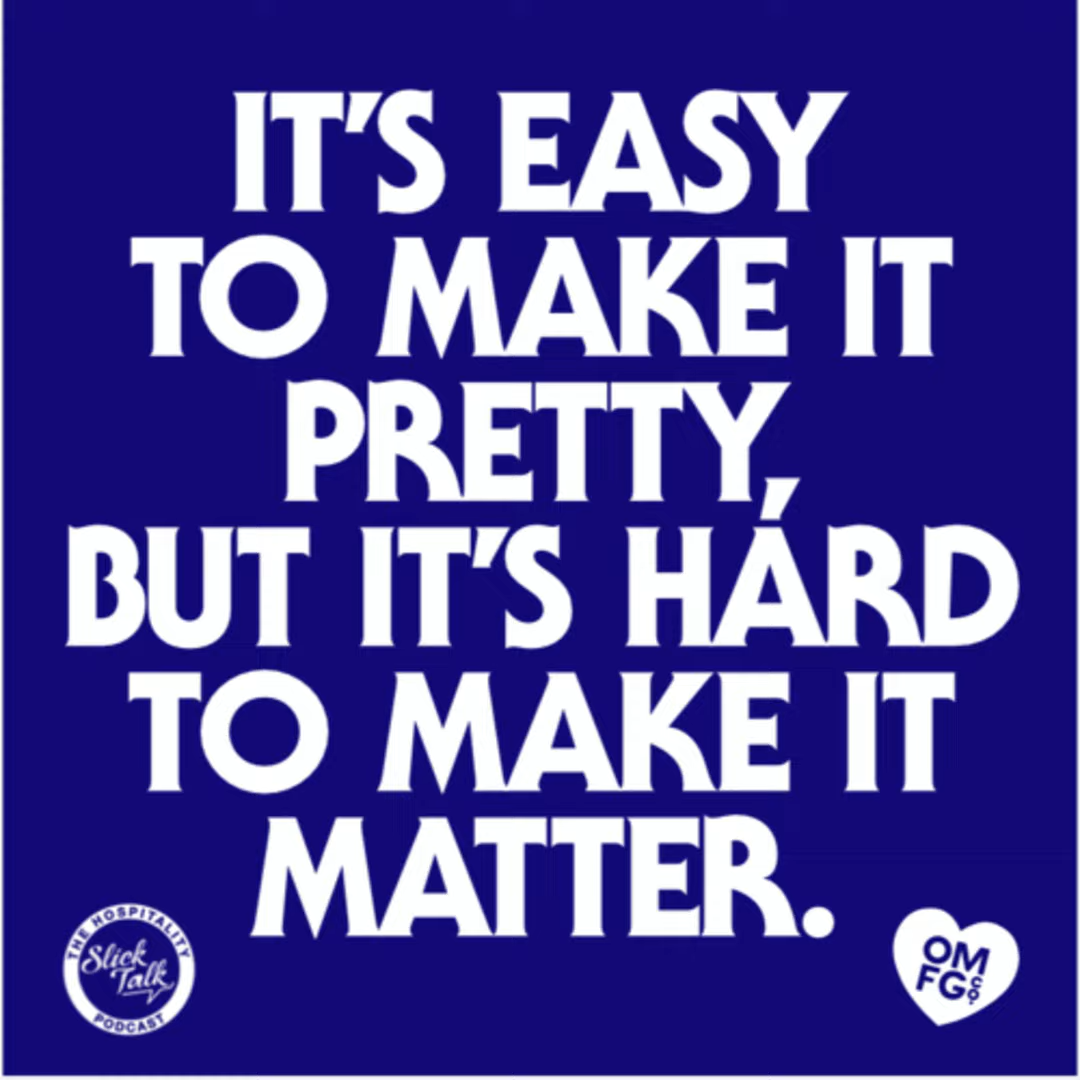 IT'S EASY
TO MAKE IT
PRETTY,
BUT IT'S HARD
TO MAKE IT
MATTER.
THE HOSPITALITY
Slick
Talk
PODCAST
OM
FG CO.